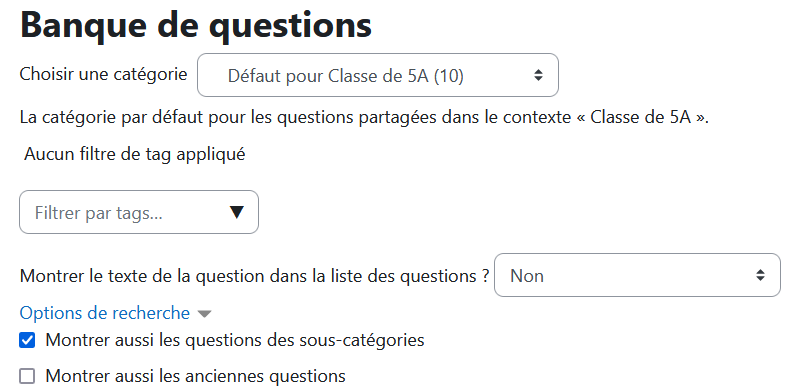 Banque de questions
Choisir une catégorie Défaut pour Classe de 5A (10)
La catégorie par défaut pour les questions partagées dans le contexte « Classe de 5A ».
Aucun filtre de tag appliqué
Filtrer par tags...
Montrer le texte de la question dans la liste des questions ? Non
Options de recherche
Montrer aussi les questions des sous-catégories
Montrer aussi les anciennes questions